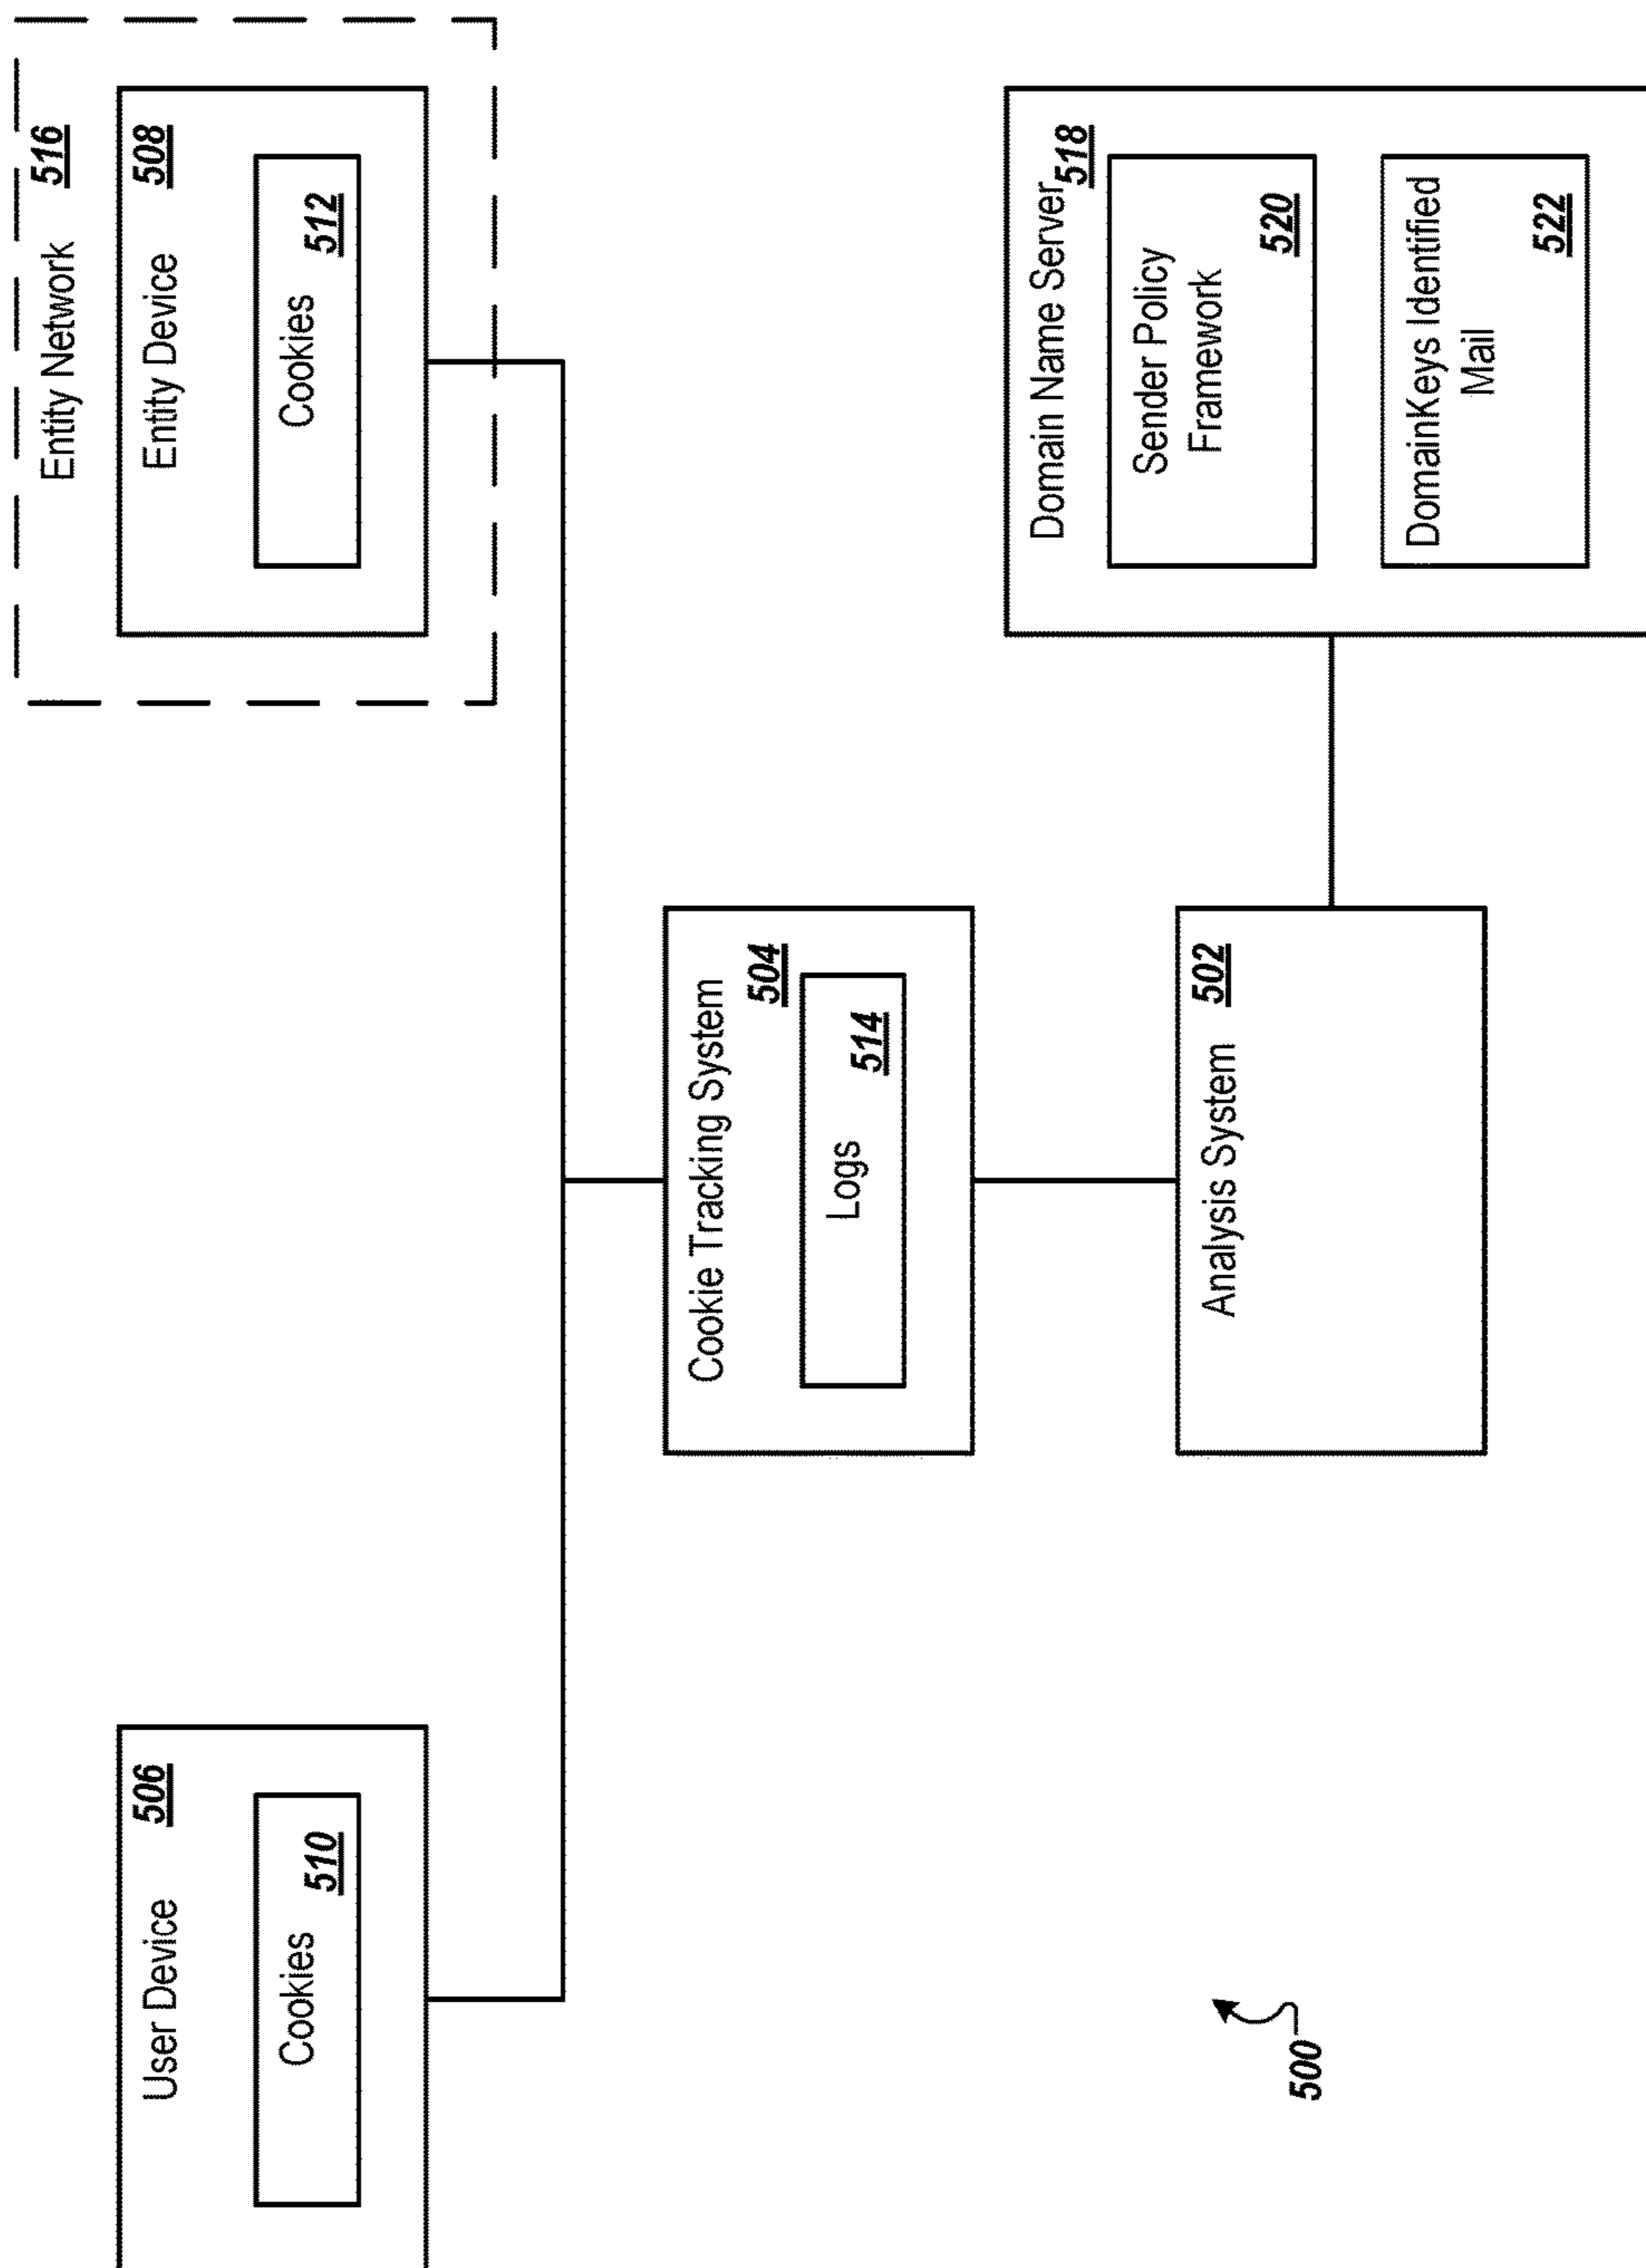 Entity Network 516
Entity Device 508
Cookies 512
User Device 506
Cookies 510
Cookie Tracking System
504
Logs 514
Analysis System 502
Domain Name Server
518
Sender Policy
Framework
520
DomainKeys Identified
Mail
522
500